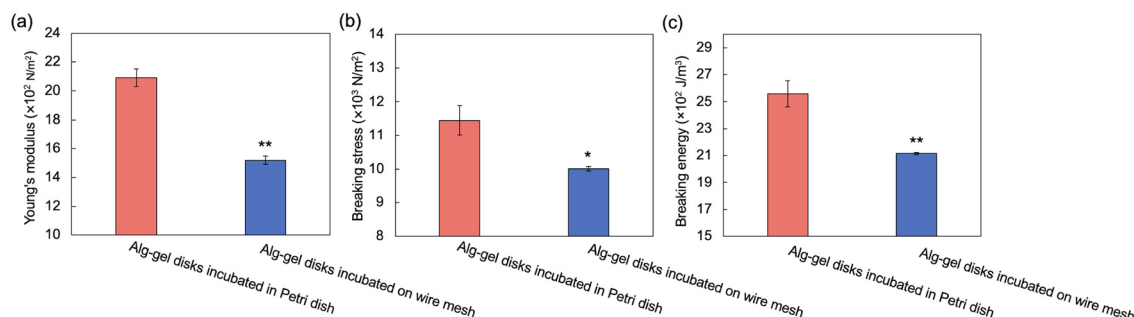 (a)
Young's modulus (×10² N/m²)
24
22
20
18
16
14
12
10
**
Alg-gel disks incubated in Petri dish
Alg-gel disks incubated on wire mesh
(b)
Breaking stress (×10³ N/m²)
14
13
12
11
10
9
8
*
Alg-gel disks incubated in Petri dish
Alg-gel disks incubated on wire mesh
(c)
Breaking energy (×10² J/m³)
29
27
25
23
21
19
17
15
**
Alg-gel disks incubated in Petri dish
Alg-gel disks incubated on wire mesh